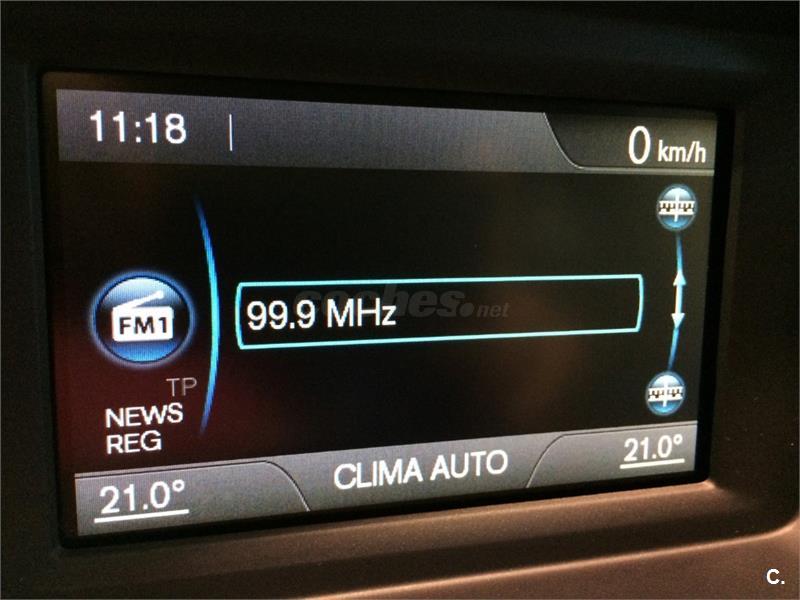 11:18
0 km/h
FM1
99.9 MHz
coches.net
TP
NEWS
REG
21.0°
CLIMA AUTO
21.0°
C.